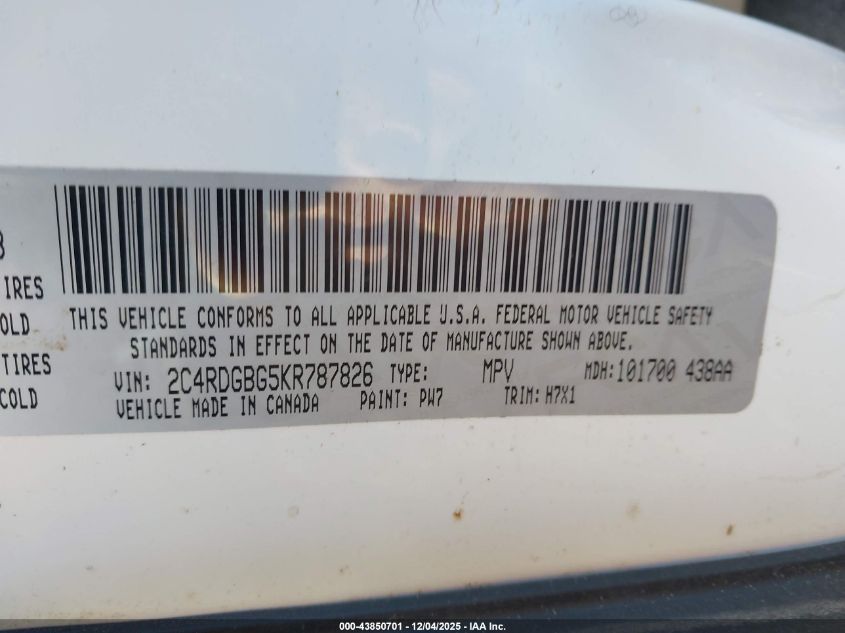 8
IRES
OLD
TIRES
COLD
THIS VEHICLE CONFORMS TO ALL APPLICABLE U.S.A. FEDERAL MOTOR VEHICLE SAFETY
STANDARDS IN EFFECT ON THE DATE OF MANUFACTURE SHOWN ABOVE.
VIN: 2C4RDGBG5KR787826 TYPE: MPV MDH:101700 438AA
VEHICLE MADE IN CANADA PAINT: PW7 TRIM: H7X1
000-43850701 - 12/04/2025 - IAA Inc.